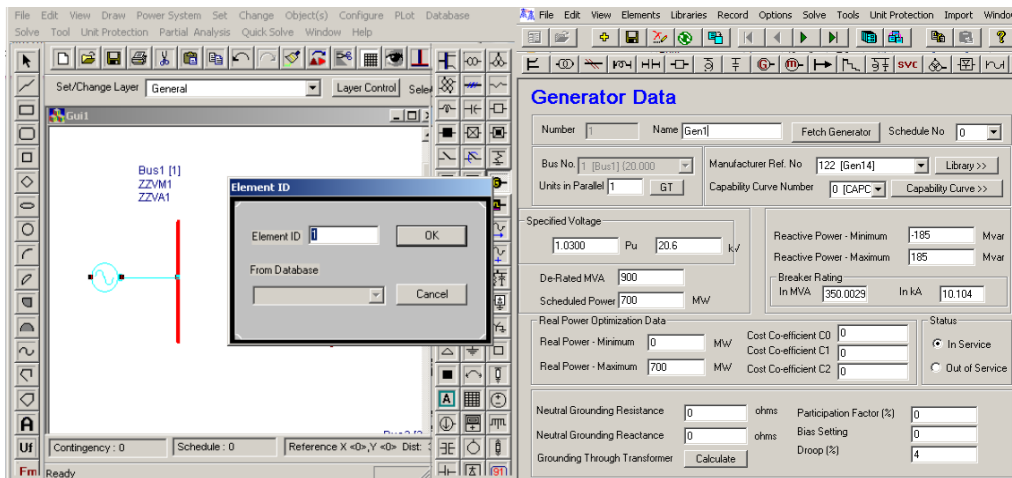 File Edit View Draw Power System Set Change Object(s) Configure PLot Database
Solve Tool Unit Protection Partial Analysis Quick Solve Window Help
Set/Change Layer General Layer Control
Gui1
Bus1 [1]
ZZVM1
ZZVA1
Element ID
Element ID 1 OK
From Database
Cancel
A
Uf
Fm
A
91
Contingency : 0 Schedule : 0 Reference X <0>,Y <0> Dist:
Ready
File Edit View Elements Libraries Record Options Solve Tools Unit Protection Import Windo
SVC
Generator Data
Number 1 Name Gen1 Fetch Generator Schedule No 0
Bus No. 1 [Bus1] (20.000 Manufacturer Ref. No 122 [Gen14] Library >>
Units in Parallel 1 GT Capability Curve Number 0 [CAPC Capability Curve >>
Specified Voltage
1.0300 Pu 20.6 kV
Reactive Power - Minimum -185 Mvar
Reactive Power - Maximum 185 Mvar
De-Rated MVA 900
Scheduled Power 700 MW
Breaker Rating
In MVA 350.0029 In kA 10.104
Real Power Optimization Data
Real Power - Minimum 0 MW
Real Power - Maximum 700 MW
Cost Co-efficient C0 0
Cost Co-efficient C1 0
Cost Co-efficient C2 0
Status
In Service
Out of Service
Neutral Grounding Resistance 0 ohms
Neutral Grounding Reactance 0 ohms
Grounding Through Transformer Calculate
Participation Factor (%) 0
Bias Setting 0
Droop (%) 4